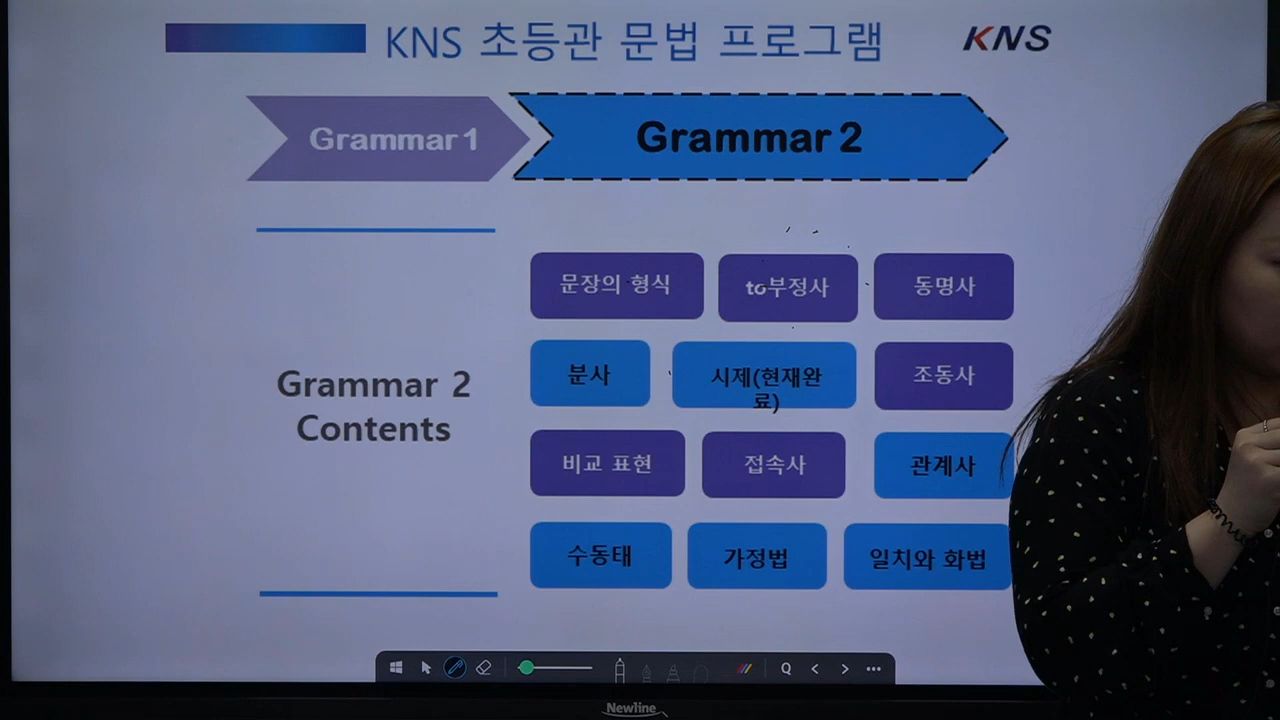 KNS 초등관 문법 프로그램
KNS
Grammar 1
Grammar 2
Grammar 2
Contents
문장의 형식
to부정사
동명사
분사
시제(현재완
료)
조동사
비교 표현
접속사
관계사
수동태
가정법
일치와 화법
Newline